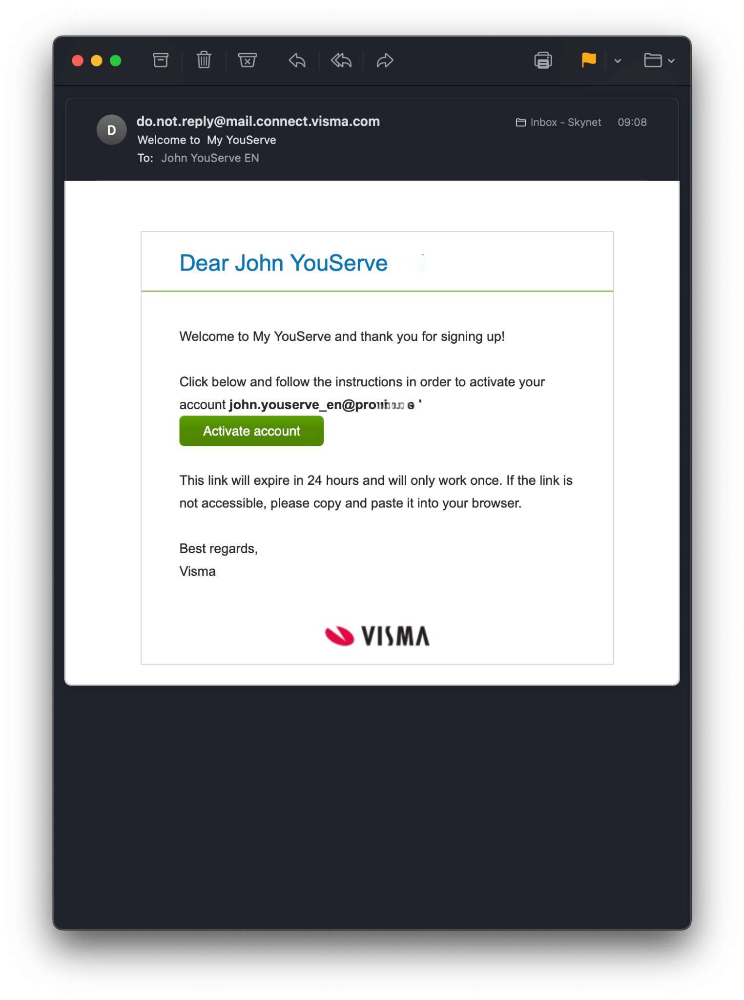 do.not.reply@mail.connect.visma.com
Inbox - Skynet 09:08
D
Welcome to My YouServe
To: John YouServe EN
Dear John YouServe
Welcome to My YouServe and thank you for signing up!
Click below and follow the instructions in order to activate your
account
Activate account
This link will expire in 24 hours and will only work once. If the link is
not accessible, please copy and paste it into your browser.
Best regards,
Visma
VISMA